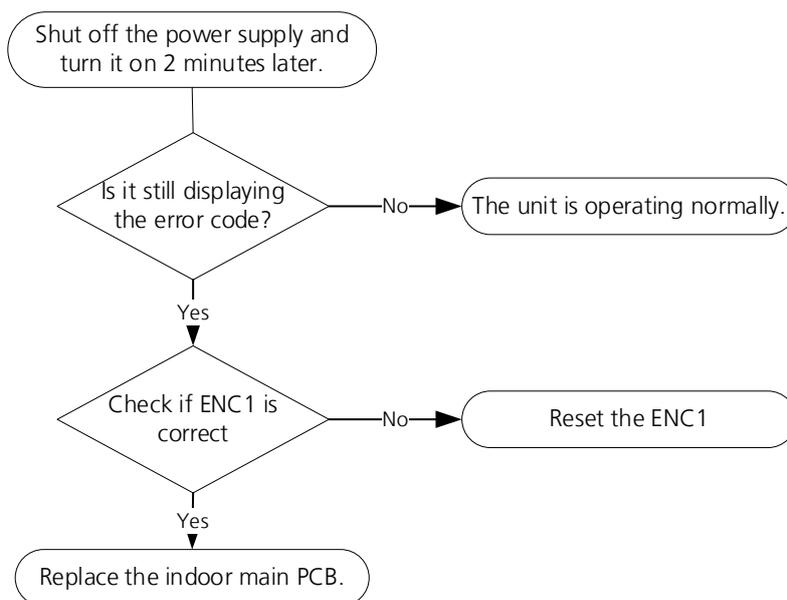 Shut off the power supply and
turn it on 2 minutes later.
Is it still displaying
the error code?
No
The unit is operating normally.
Yes
Check if ENC1 is
correct
No
Reset the ENC1
Yes
Replace the indoor main PCB.